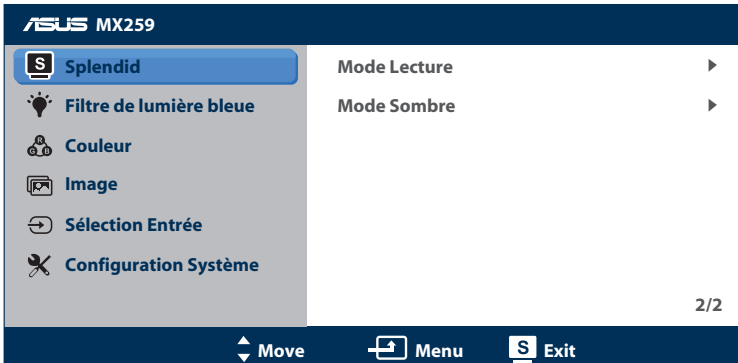 ASUS MX259
S Splendid
Mode Lecture
Filtre de lumière bleue
Mode Sombre
R G B Couleur
Image
Sélection Entrée
Configuration Système
2/2
Move Menu S Exit